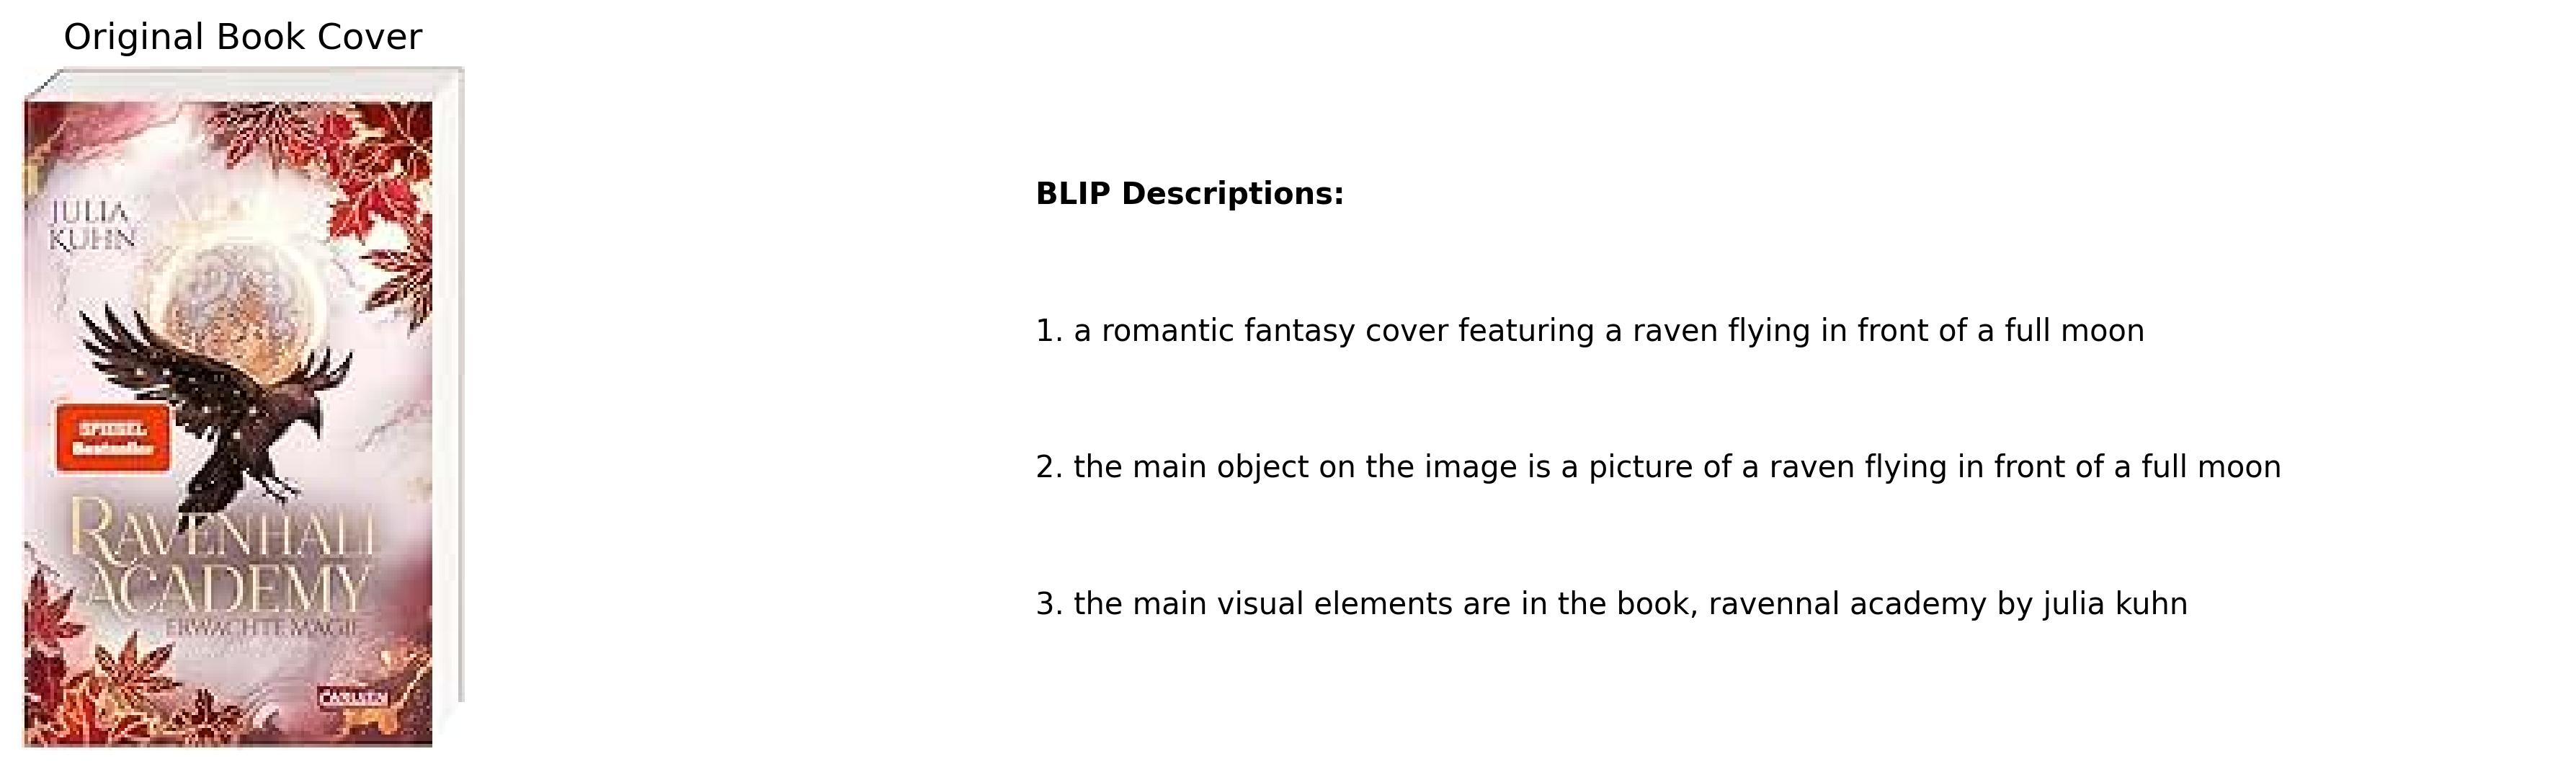 Original Book Cover
JULIA
KUHN
SPIEGEL
Bestseller
RAVENHALL
ACADEMY
ERWACHTE MAGIE
CARLSEN
BLIP Descriptions:
1. a romantic fantasy cover featuring a raven flying in front of a full moon
2. the main object on the image is a picture of a raven flying in front of a full moon
3. the main visual elements are in the book, ravennal academy by julia kuhn